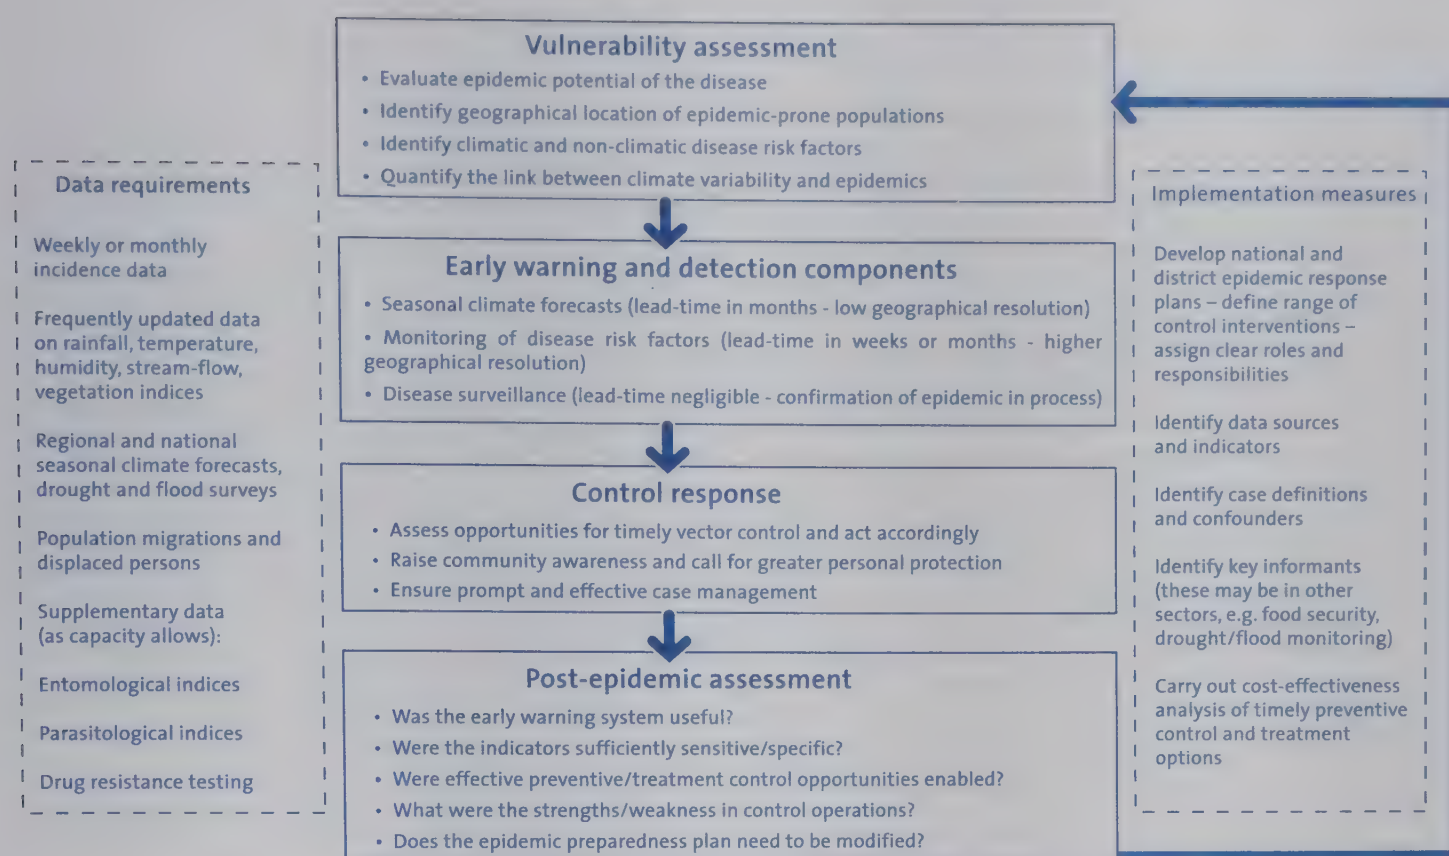 Vulnerability assessment
• Evaluate epidemic potential of the disease
• Identify geographical location of epidemic-prone populations
• Identify climatic and non-climatic disease risk factors
• Quantify the link between climate variability and epidemics
Data requirements
Weekly or monthly
incidence data
Frequently updated data
on rainfall, temperature,
humidity, stream-flow,
vegetation indices
Regional and national
seasonal climate forecasts,
drought and flood surveys
Population migrations and
displaced persons
Supplementary data
(as capacity allows):
Entomological indices
Parasitological indices
Drug resistance testing
Early warning and detection components
• Seasonal climate forecasts (lead-time in months - low geographical resolution)
• Monitoring of disease risk factors (lead-time in weeks or months - higher
geographical resolution)
• Disease surveillance (lead-time negligible - confirmation of epidemic in process)
Control response
• Assess opportunities for timely vector control and act accordingly
• Raise community awareness and call for greater personal protection
• Ensure prompt and effective case management
Post-epidemic assessment
• Was the early warning system useful?
• Were the indicators sufficiently sensitive/specific?
• Were effective preventive/treatment control opportunities enabled?
• What were the strengths/weakness in control operations?
• Does the epidemic preparedness plan need to be modified?
Implementation measures
Develop national and
district epidemic response
plans – define range of
control interventions –
assign clear roles and
responsibilities
Identify data sources
and indicators
Identify case definitions
and confounders
Identify key informants
(these may be in other
sectors, e.g. food security,
drought/flood monitoring)
Carry out cost-effectiveness
analysis of timely preventive
control and treatment
options